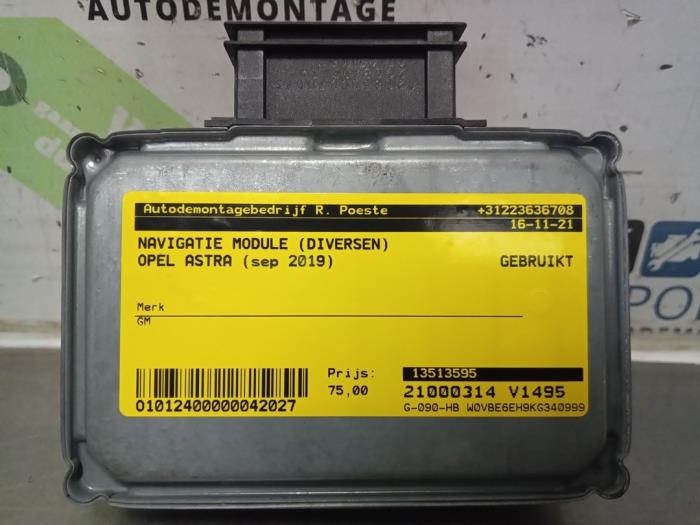 AUTODEMONTAGE
Autodemontagebedrijf R. Poeste +31223636708
16-11-21
NAVIGATIE MODULE (DIVERSEN)
OPEL ASTRA (sep 2019) GEBRUIKT
Merk
GM
Prijs: 13513595
75,00 21000314 V1495
O1012400000042027 G-090-HB W0VBE6EH9KG340999